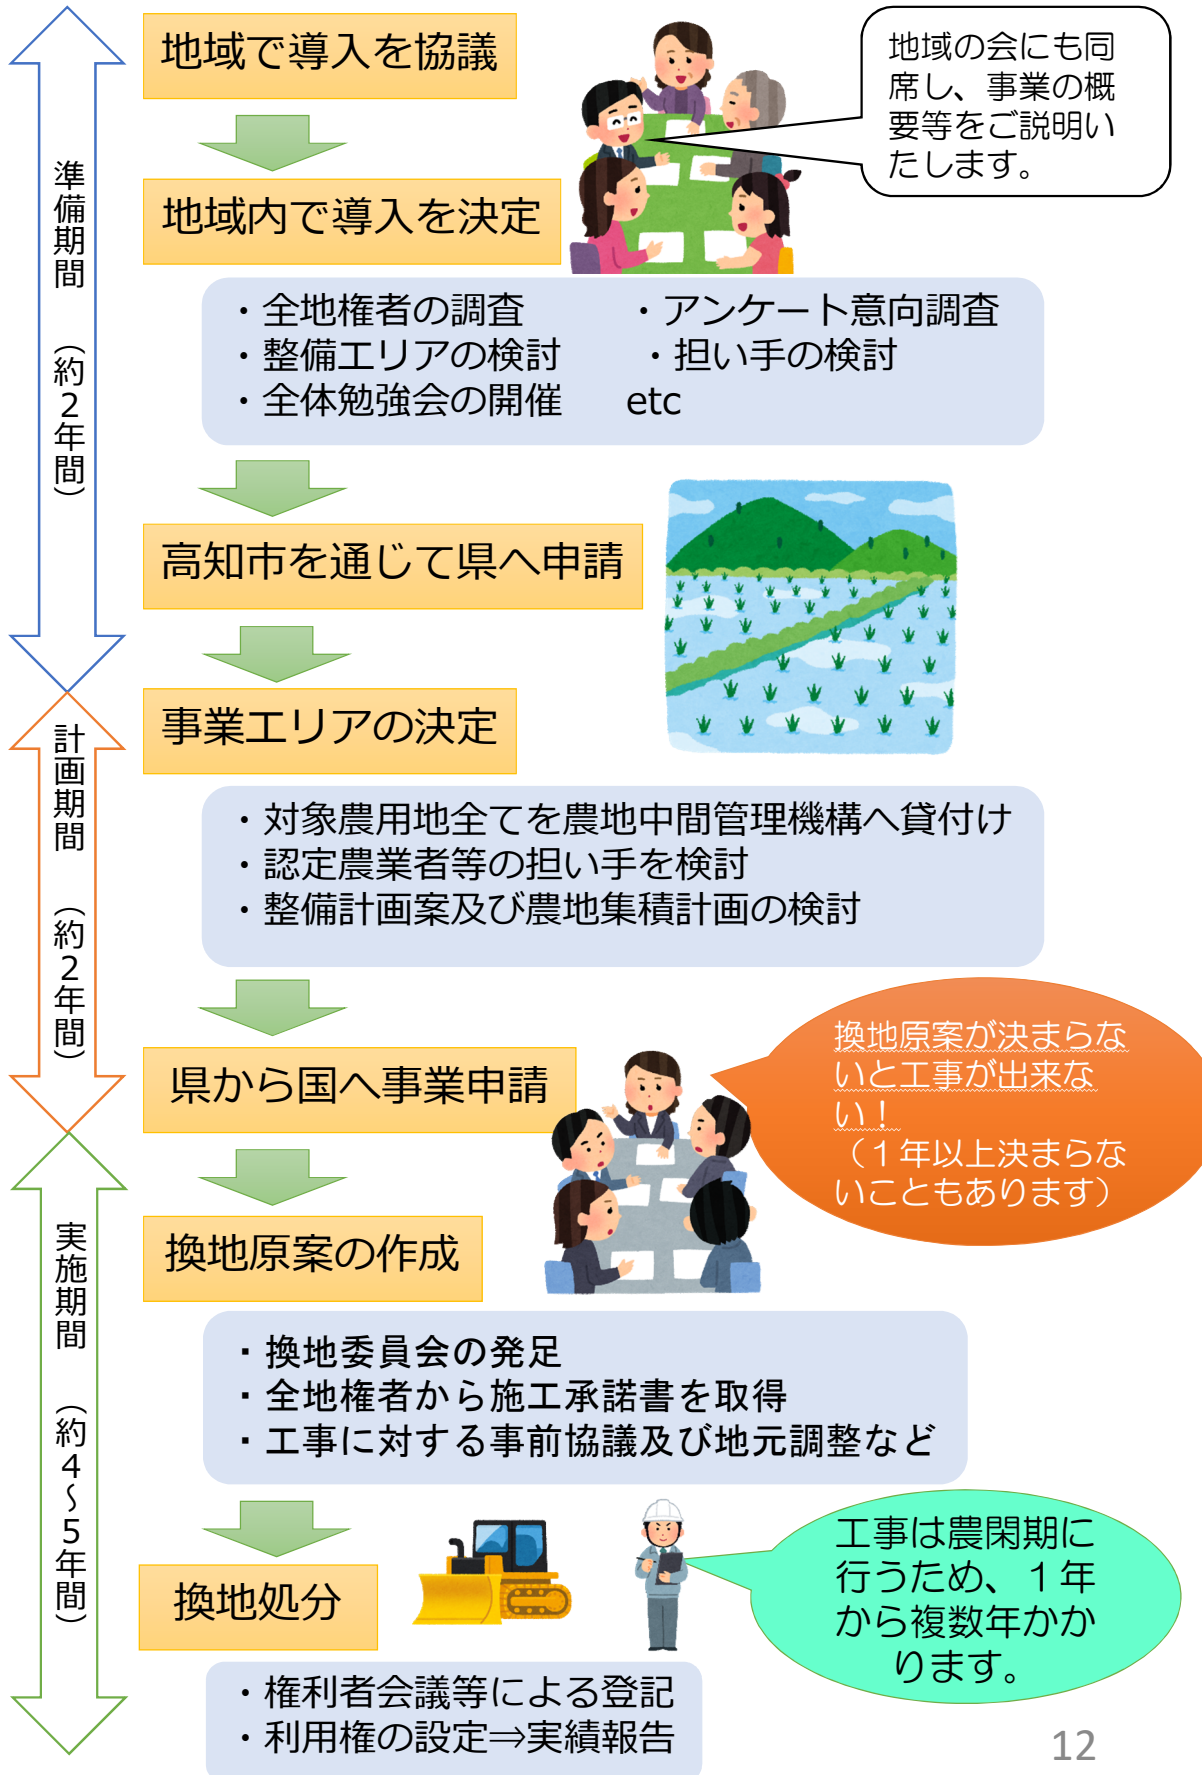 地域で導入を協議
地域の会にも同
席し、事業の概
要等をご説明い
たします。
準備期間（約２年間）
地域内で導入を決定
・全地権者の調査　・アンケート意向調査
・整備エリアの検討　・担い手の検討
・全体勉強会の開催　etc
高知市を通じて県へ申請
事業エリアの決定
計画期間（約２年間）
・対象農用地全てを農地中間管理機構へ貸付け
・認定農業者等の担い手を検討
・整備計画案及び農地集積計画の検討
県から国へ事業申請
換地原案が決まらな
いと工事が出来な
い！
（１年以上決まらな
いこともあります）
実施期間（約４～５年間）
換地原案の作成
・換地委員会の発足
・全地権者から施工承諾書を取得
・工事に対する事前協議及び地元調整など
換地処分
工事は農閑期に
行うため、１年
から複数年かか
ります。
・権利者会議等による登記
・利用権の設定⇒実績報告
12